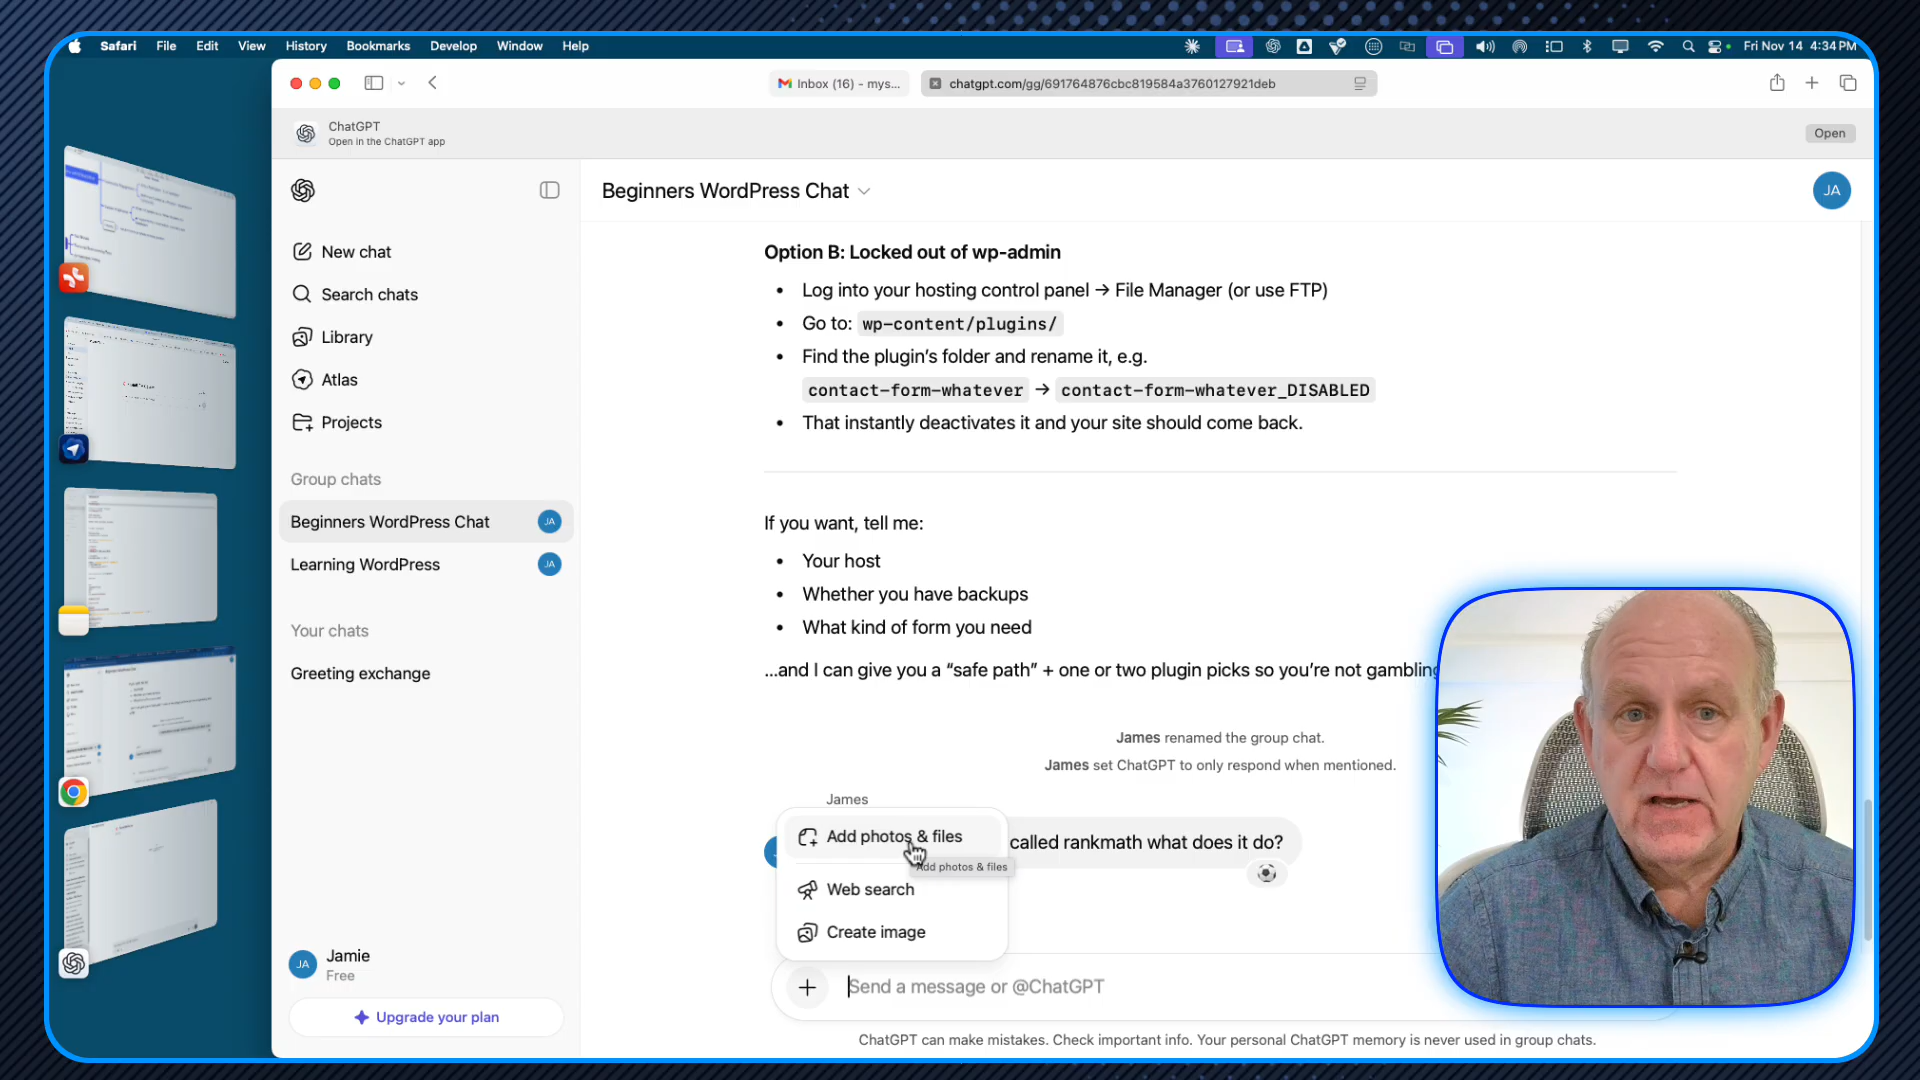 Safari File Edit View History Bookmarks Develop Window Help
Fri Nov 14 4:34 PM
Inbox (16) - mys...
chatgpt.com/gg/691764876cbc819584a3760127921deb
ChatGPT
Open in the ChatGPT app
Open
Beginners WordPress Chat
JA
New chat
Search chats
Library
Atlas
Projects
Group chats
Beginners WordPress Chat JA
Learning WordPress JA
Your chats
Greeting exchange
JA Jamie
Free
Upgrade your plan
Option B: Locked out of wp-admin
• Log into your hosting control panel → File Manager (or use FTP)
• Go to: wp-content/plugins/
• Find the plugin’s folder and rename it, e.g.
contact-form-whatever → contact-form-whatever_DISABLED
• That instantly deactivates it and your site should come back.
If you want, tell me:
• Your host
• Whether you have backups
• What kind of form you need
...and I can give you a “safe path” + one or two plugin picks so you’re not gambling
James renamed the group chat.
James set ChatGPT to only respond when mentioned.
James
called rankmath what does it do?
Add photos & files
Add photos & files
Web search
Create image
Send a message or @ChatGPT
ChatGPT can make mistakes. Check important info. Your personal ChatGPT memory is never used in group chats.